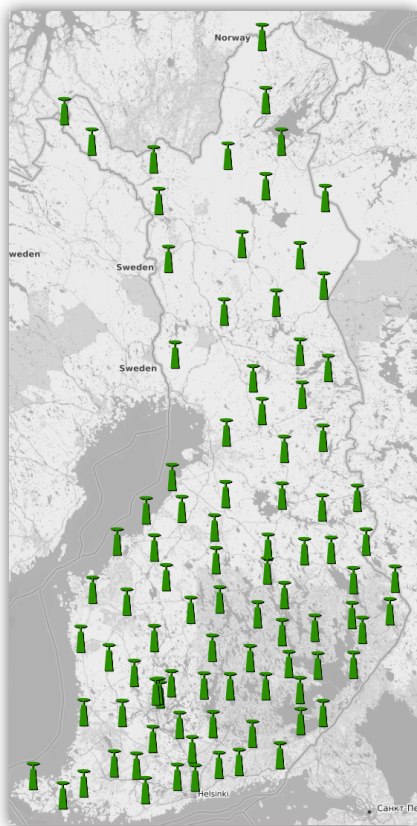 Norway
weden
Sweden
Sweden
Helsinki
Санкт-Пе